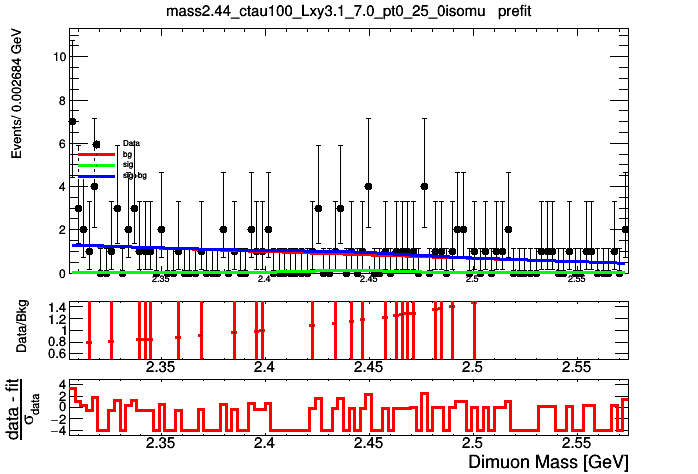 mass2.44_ctau100_Lxy3.1_7.0_pt0_25_0isomu prefit
Events/ 0.002684 GeV
10
8
6
4
2
0
Data
bg
sig
sig+bg
2.35 2.4 2.45 2.5 2.55
Data/Bkg
1.4
1.2
1
0.8
0.6
2.35 2.4 2.45 2.5 2.55
data - fit
σdata
4
2
0
−2
−4
2.35 2.4 2.45 2.5 2.55
Dimuon Mass [GeV]